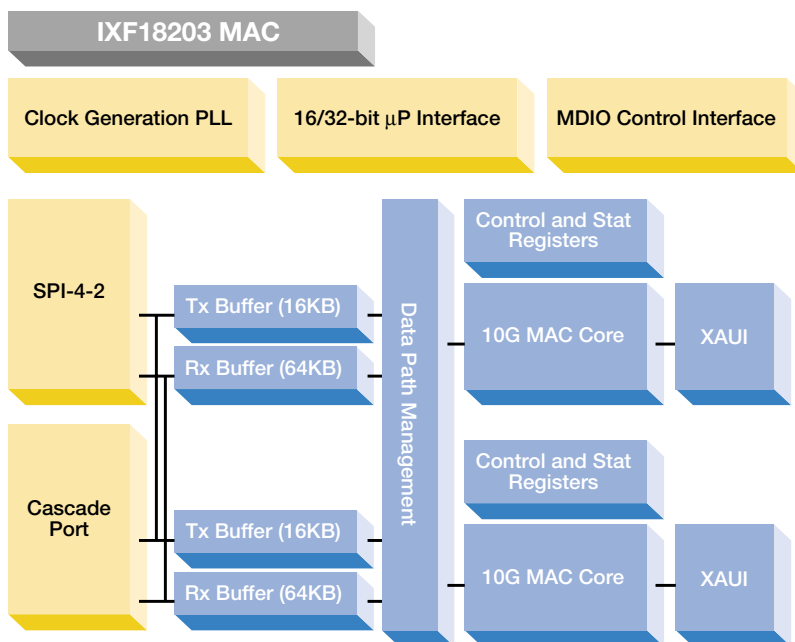 IXF18203 MAC
Clock Generation PLL
16/32-bit µP Interface
MDIO Control Interface
SPI-4-2
Tx Buffer (16KB)
Rx Buffer (64KB)
Data Path Management
Control and Stat
Registers
10G MAC Core
XAUI
Cascade
Port
Tx Buffer (16KB)
Rx Buffer (64KB)
Control and Stat
Registers
10G MAC Core
XAUI